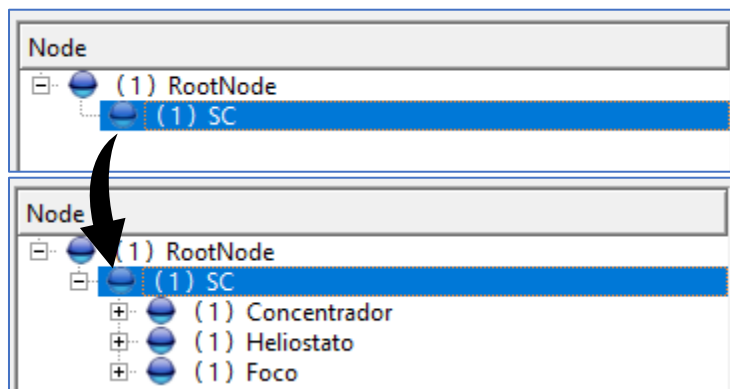 Node
(1) RootNode
(1) SC
Node
(1) RootNode
(1) SC
(1) Concentrador
(1) Heliostato
(1) Foco